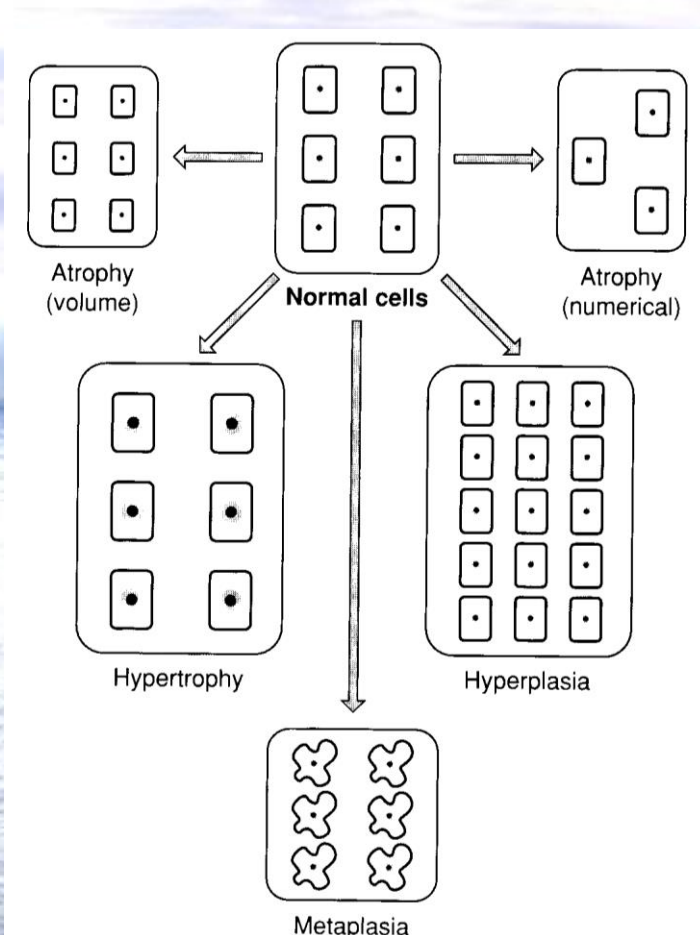 Normal cells
Atrophy
(volume)
Atrophy
(numerical)
Hypertrophy
Hyperplasia
Metaplasia